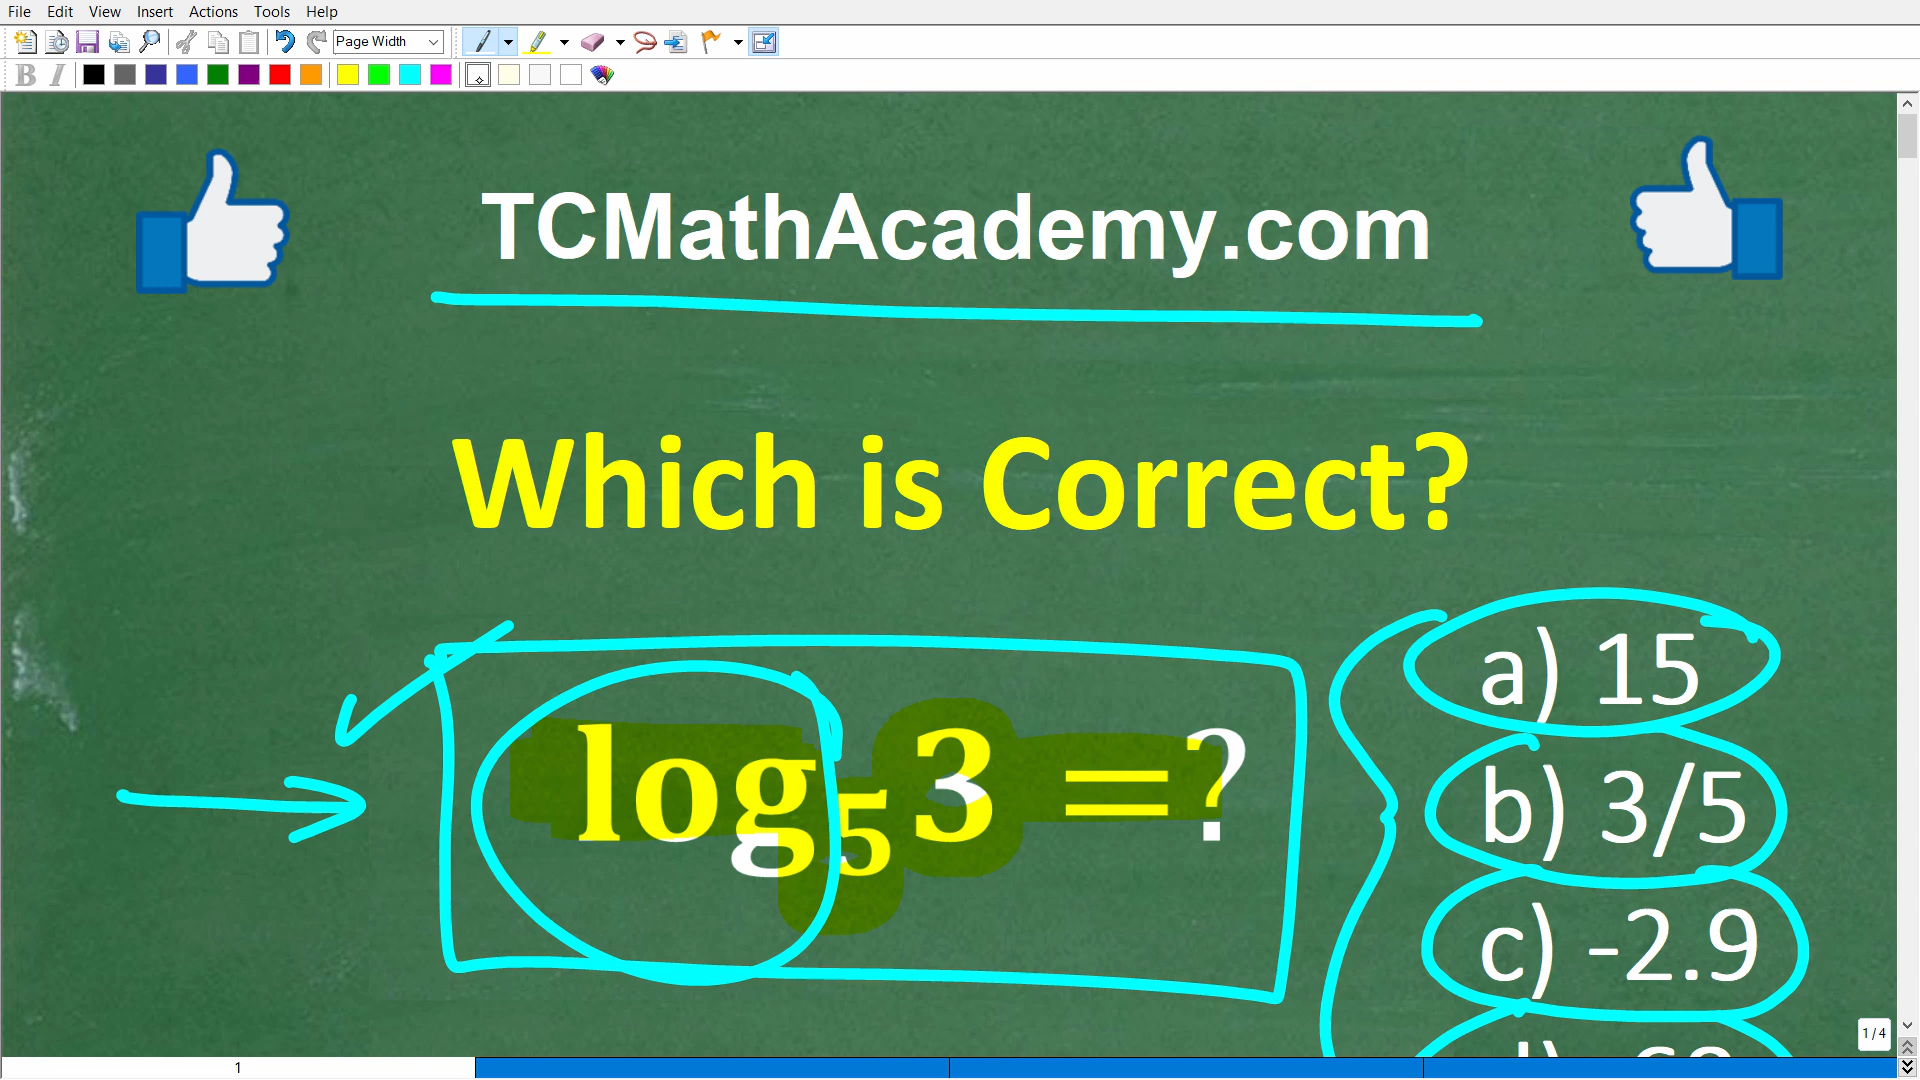 File Edit View Insert Actions Tools Help
Page Width
B I
TCMathAcademy.com
Which is Correct?
log₅3 =?
a) 15
b) 3/5
c) -2.9
1 / 4
1